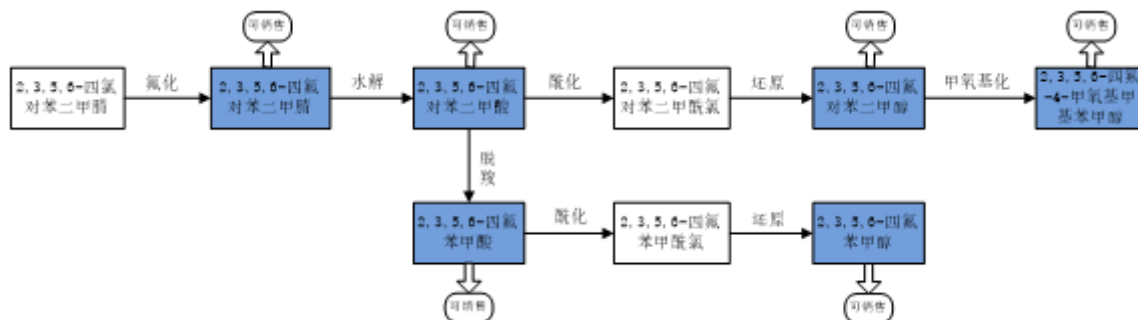 可销售
可销售
可销售
可销售
2,3,5,6-四氯
对苯二甲腈
氟化
2,3,5,6-四氟
对苯二甲腈
水解
2,3,5,6-四氟
对苯二甲酸
酰化
2,3,5,6-四氟
对苯二甲酰氯
还原
2,3,5,6-四氟
对苯二甲醇
甲氧基化
2,3,5,6-四氟
-4-甲氧基甲
基苯甲醇
脱
羧
2,3,5,6-四氟
苯甲酸
酰化
2,3,5,6-四氟
苯甲酰氯
还原
2,3,5,6-四氟
苯甲醇
可销售
可销售